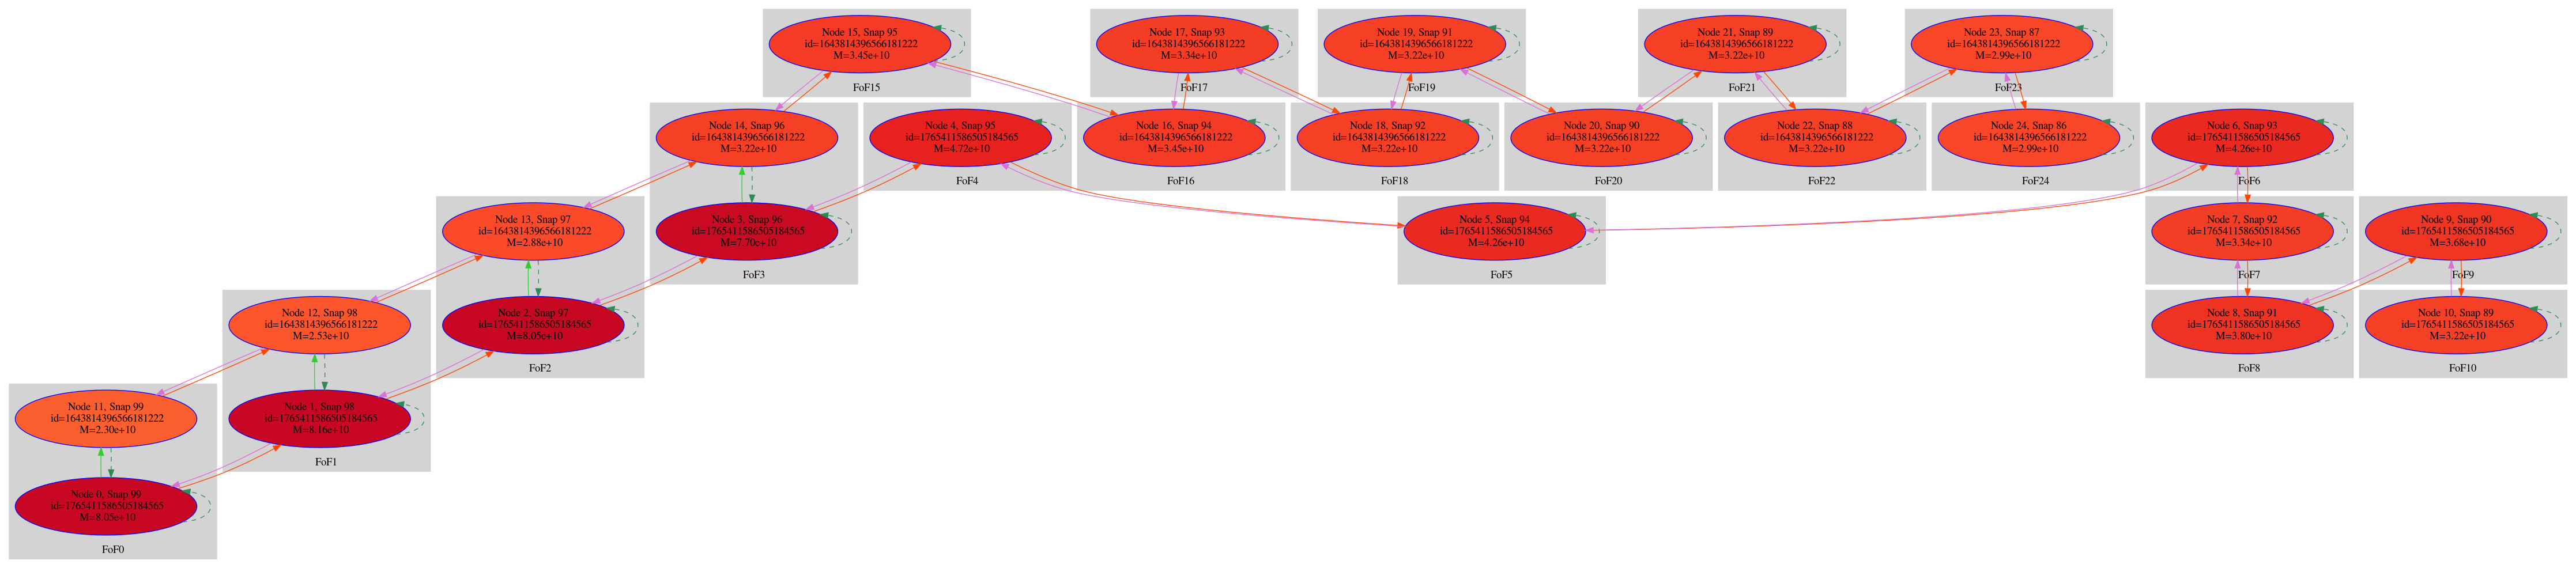 Node 15, Snap 95
id=1643814396566181222
M=3.45e+10
FoF15
Node 17, Snap 93
id=1643814396566181222
M=3.34e+10
FoF17
Node 19, Snap 91
id=1643814396566181222
M=3.22e+10
FoF19
Node 21, Snap 89
id=1643814396566181222
M=3.22e+10
FoF21
Node 23, Snap 87
id=1643814396566181222
M=2.99e+10
FoF23
Node 14, Snap 96
id=1643814396566181222
M=3.22e+10
Node 4, Snap 95
id=1765411586505184565
M=4.72e+10
FoF4
Node 16, Snap 94
id=1643814396566181222
M=3.45e+10
FoF16
Node 18, Snap 92
id=1643814396566181222
M=3.22e+10
FoF18
Node 20, Snap 90
id=1643814396566181222
M=3.22e+10
FoF20
Node 22, Snap 88
id=1643814396566181222
M=3.22e+10
FoF22
Node 24, Snap 86
id=1643814396566181222
M=2.99e+10
FoF24
Node 6, Snap 93
id=1765411586505184565
M=4.26e+10
FoF6
Node 13, Snap 97
id=1643814396566181222
M=2.88e+10
Node 3, Snap 96
id=1765411586505184565
M=7.70e+10
FoF3
Node 5, Snap 94
id=1765411586505184565
M=4.26e+10
FoF5
Node 7, Snap 92
id=1765411586505184565
M=3.34e+10
FoF7
Node 9, Snap 90
id=1765411586505184565
M=3.68e+10
FoF9
Node 12, Snap 98
id=1643814396566181222
M=2.53e+10
Node 2, Snap 97
id=1765411586505184565
M=8.05e+10
FoF2
Node 8, Snap 91
id=1765411586505184565
M=3.80e+10
FoF8
Node 10, Snap 89
id=1765411586505184565
M=3.22e+10
FoF10
Node 11, Snap 99
id=1643814396566181222
M=2.30e+10
Node 1, Snap 98
id=1765411586505184565
M=8.16e+10
FoF1
Node 0, Snap 99
id=1765411586505184565
M=8.05e+10
FoF0